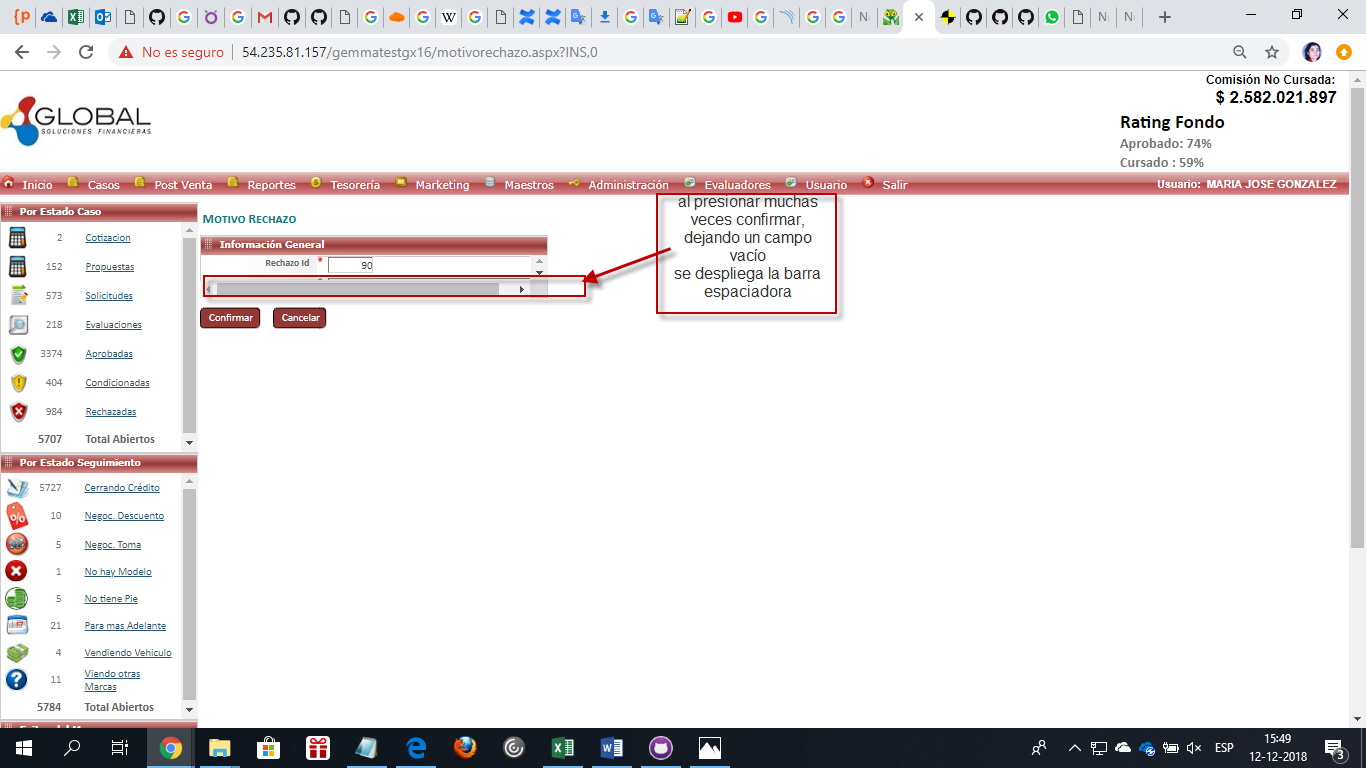 No es seguro
54.235.81.157/gemmatestgx16/motivorechazo.aspx?INS,0
Comisión No Cursada:
$ 2.582.021.897
GLOBAL
SOLUCIONES FINANCIERAS
Rating Fondo
Aprobado: 74%
Cursado : 59%
Inicio Casos Post Venta Reportes Tesorería Marketing Maestros Administración Evaluadores Usuario Salir Usuario: MARIA JOSE GONZALEZ
Por Estado Caso
2 Cotizacion
152 Propuestas
573 Solicitudes
218 Evaluaciones
3374 Aprobadas
404 Condicionadas
984 Rechazadas
5707 Total Abiertos
Por Estado Seguimiento
5727 Cerrando Crédito
10 Negoc. Descuento
5 Negoc. Toma
1 No hay Modelo
5 No tiene Pie
21 Para mas Adelante
4 Vendiendo Vehiculo
11 Viendo otras
Marcas
5784 Total Abiertos
MOTIVO RECHAZO
Información General
Rechazo Id * 90
Confirmar Cancelar
al presionar muchas
veces confirmar,
dejando un campo
vacío
se despliega la barra
espaciadora
ESP
15:49
12-12-2018
3